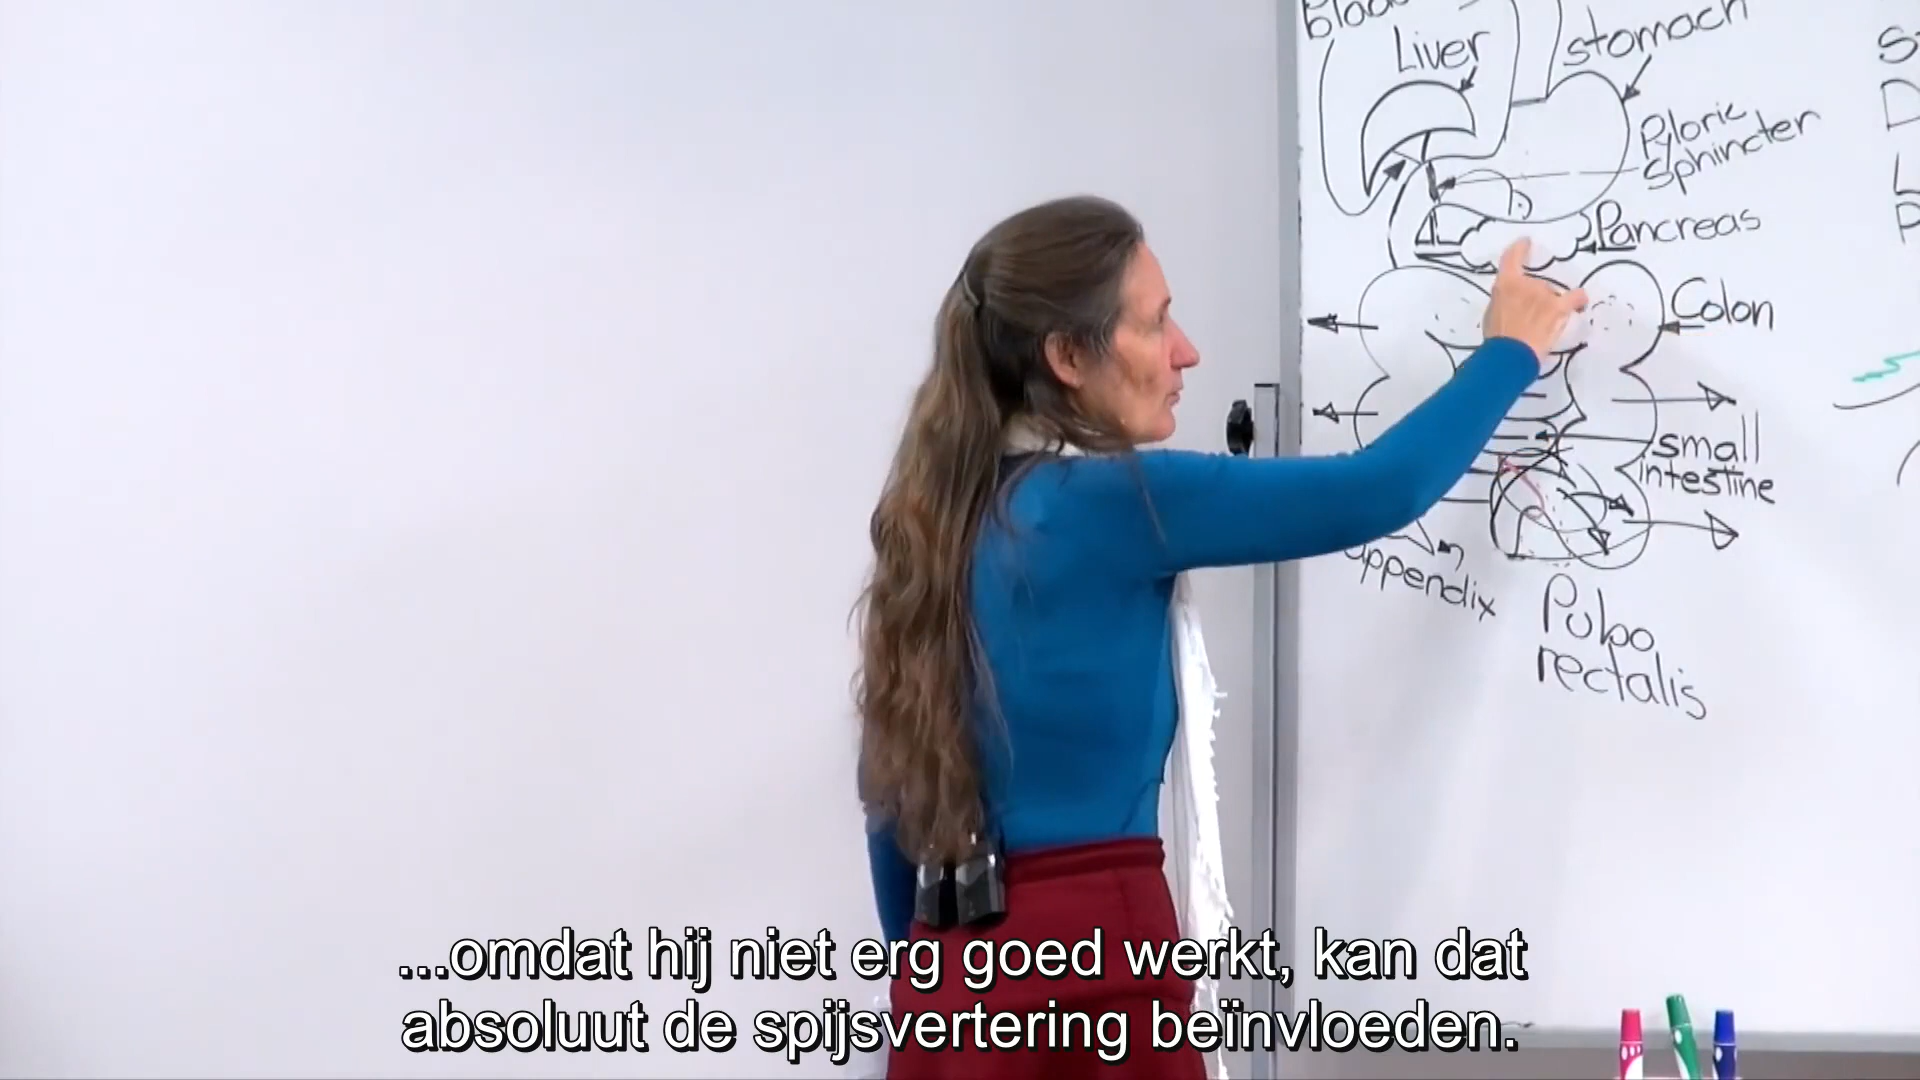 Liver
stomach
Pyloric
sphincter
Pancreas
Colon
small
intestine
appendix
Pubo
rectalis
...omdat hij niet erg goed werkt, kan dat
absoluut de spijsvertering beïnvloeden.